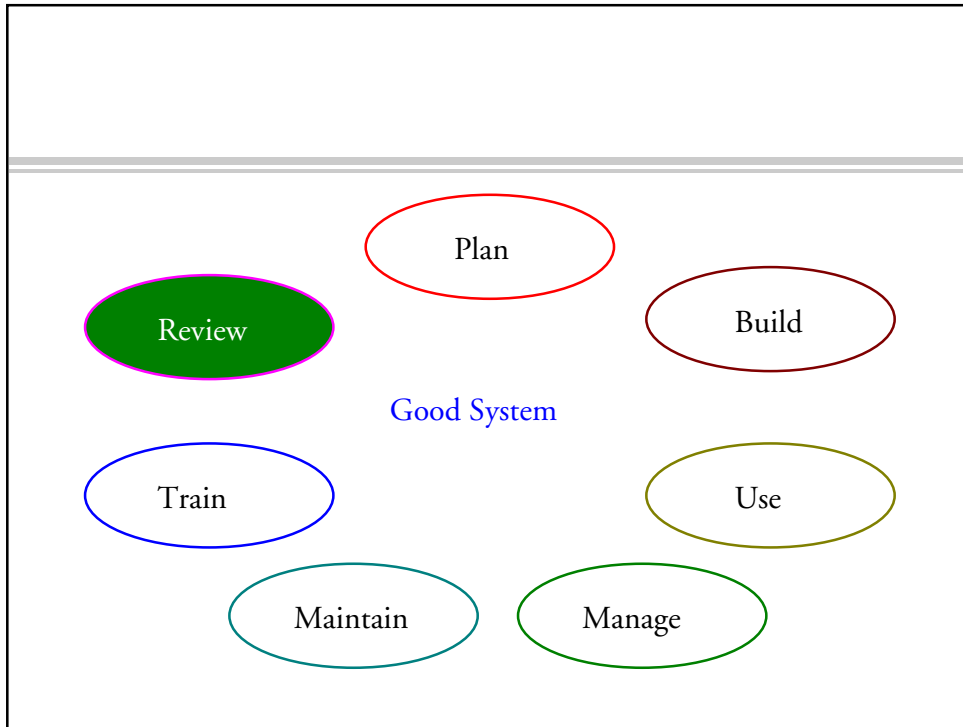 Plan
Review
Build
Good System
Train
Use
Maintain
Manage